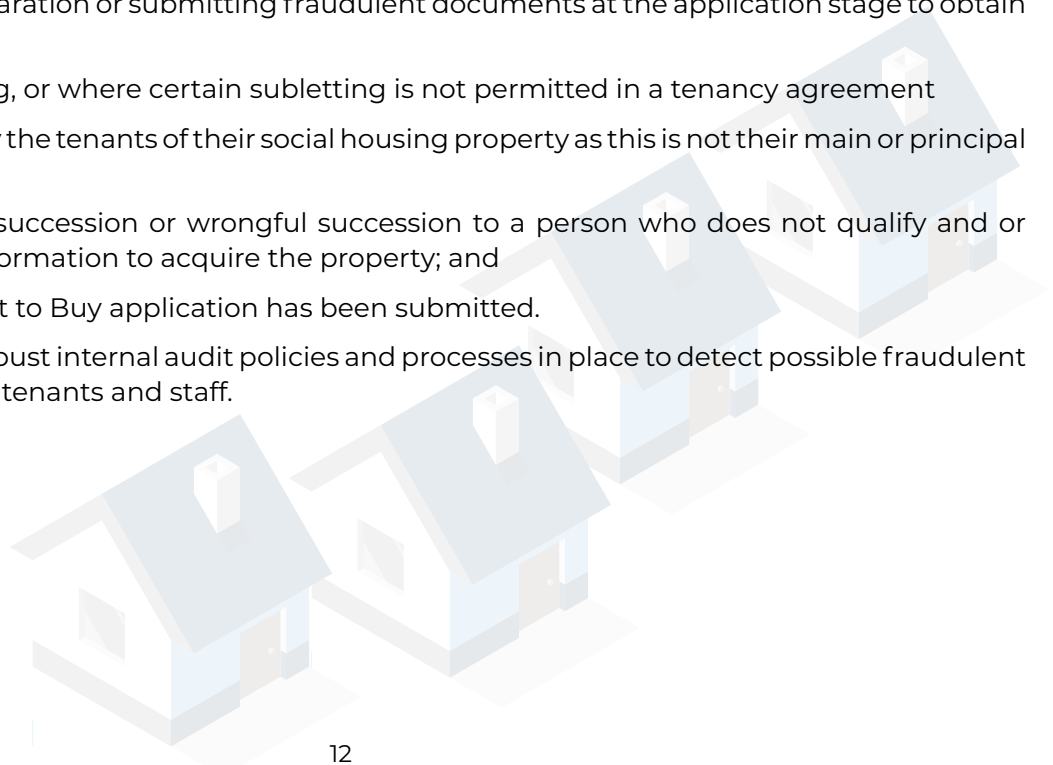 aration or submitting fraudulent documents at the application stage to obtain
g, or where certain subletting is not permitted in a tenancy agreement
y the tenants of their social housing property as this is not their main or principal
succession or wrongful succession to a person who does not qualify and or
ormation to acquire the property; and
t to Buy application has been submitted.
bust internal audit policies and processes in place to detect possible fraudulent
tenants and staff.
12